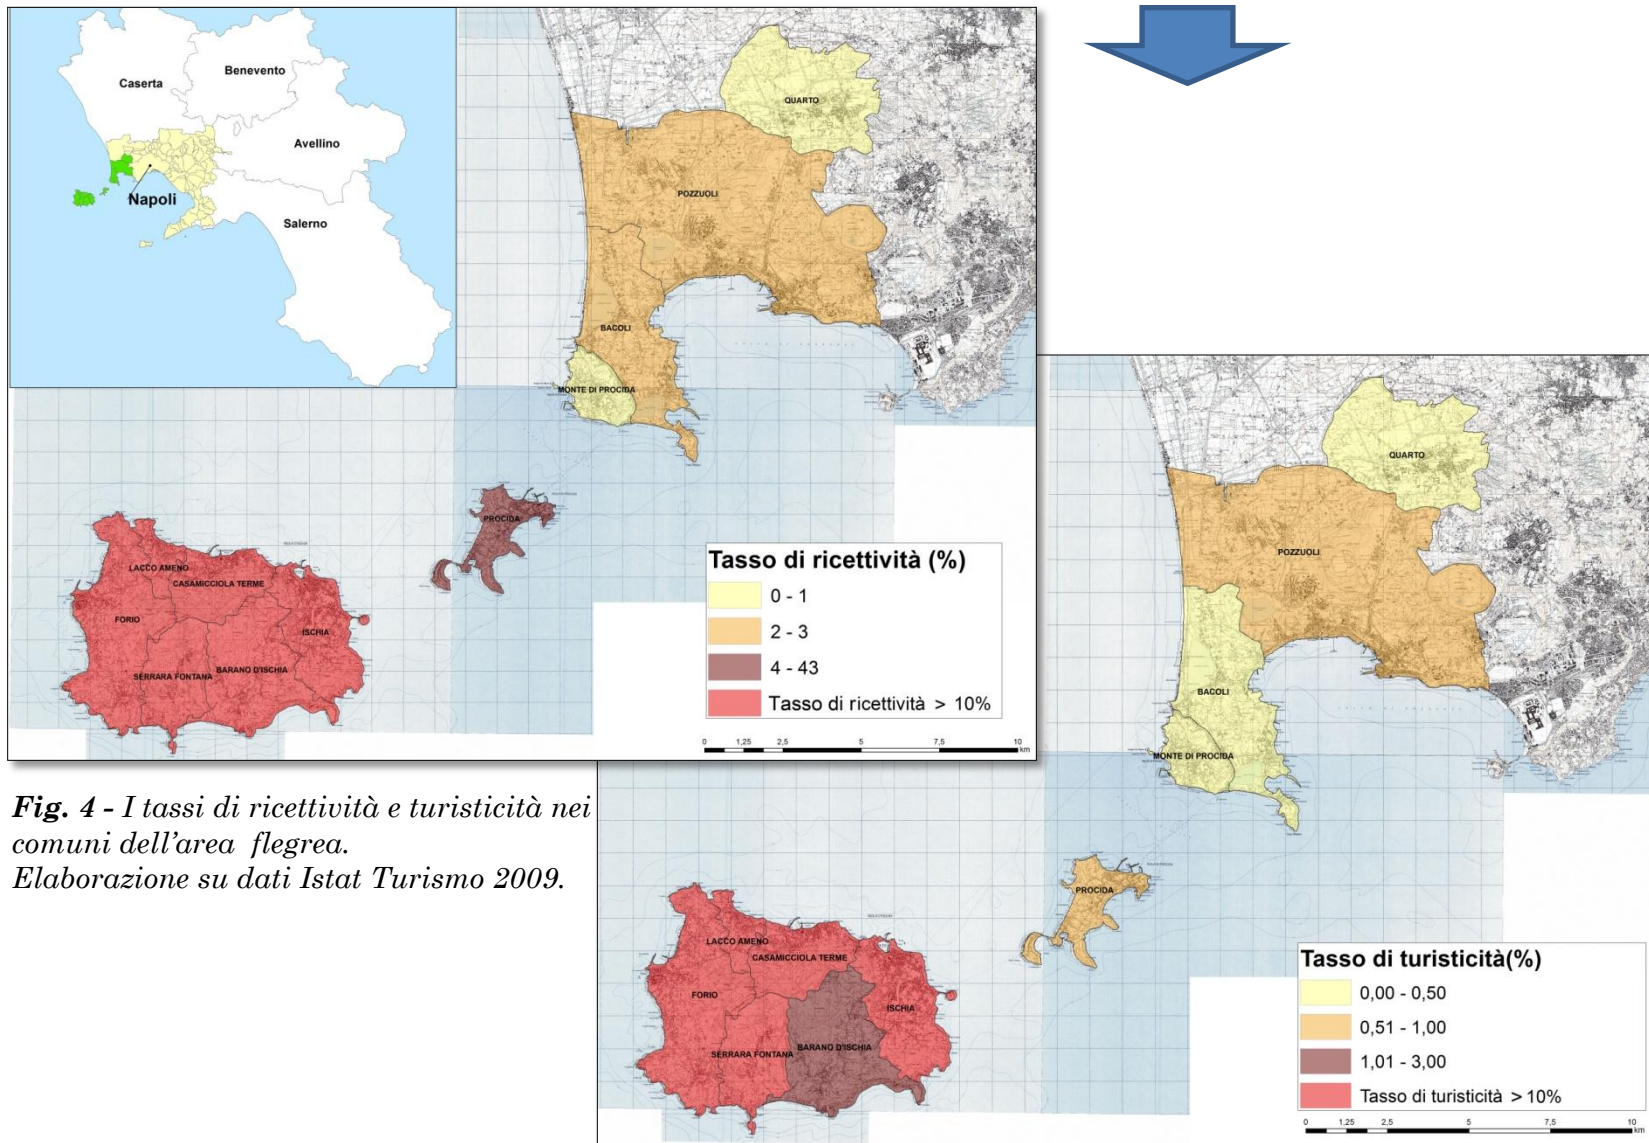 Caserta
Benevento
Avellino
Napoli
Salerno
QUARTO
POZZUOLI
BACOLI
MONTE DI PROCIDA
PROCIDA
LACCO AMENO
CASAMICCIOLA TERME
FORIO
ISCHIA
BARANO D'ISCHIA
SERRARA FONTANA
Tasso di ricettività (%)
0 - 1
2 - 3
4 - 43
Tasso di ricettività > 10%
0 1,25 2,5 5 7,5 10
km
Fig. 4 - I tassi di ricettività e turisticità nei
comuni dell'area flegrea.
Elaborazione su dati Istat Turismo 2009.
QUARTO
POZZUOLI
BACOLI
MONTE DI PROCIDA
PROCIDA
LACCO AMENO
CASAMICCIOLA TERME
FORIO
ISCHIA
BARANO D'ISCHIA
SERRARA FONTANA
Tasso di turisticità(%)
0,00 - 0,50
0,51 - 1,00
1,01 - 3,00
Tasso di turisticità > 10%
0 1,25 2,5 5 7,5 10
km